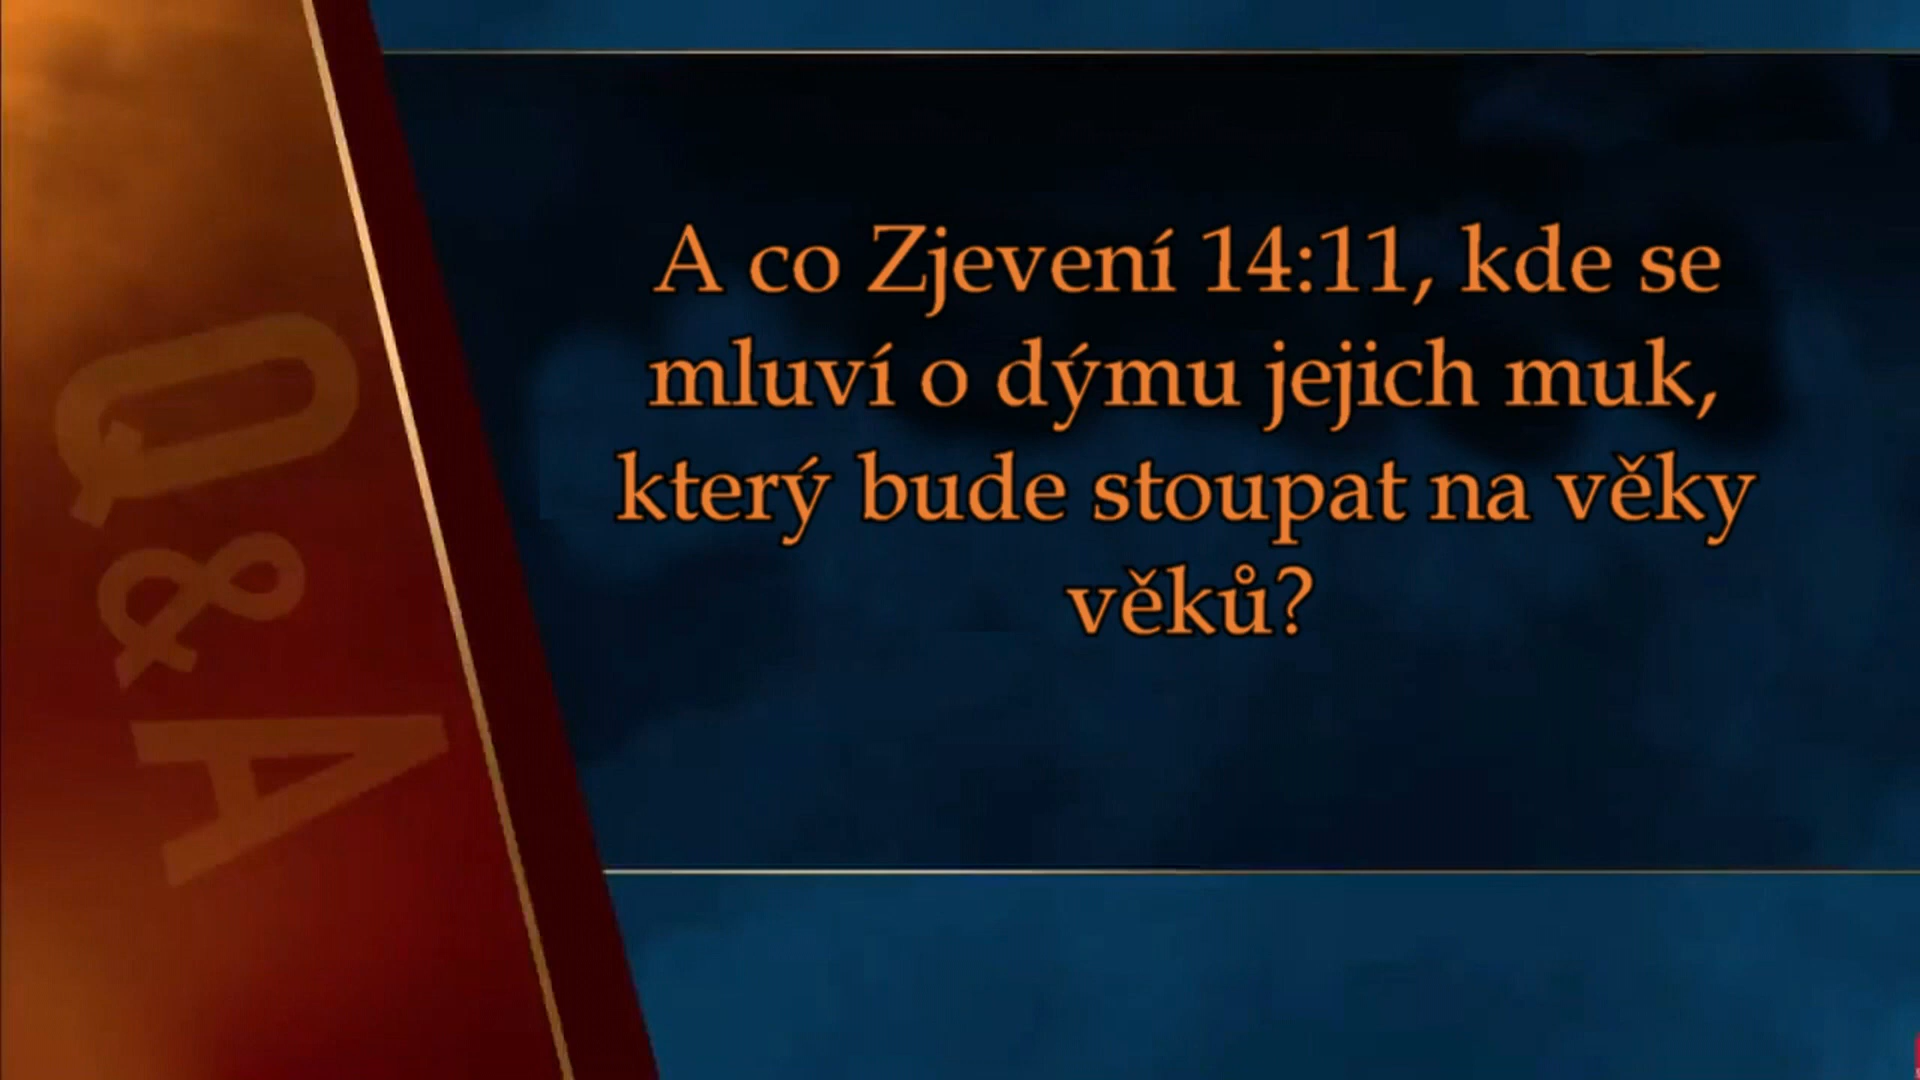 Q & A
A co Zjevení 14:11, kde se
mluví o dýmu jejich muk,
který bude stoupat na věky
věků?